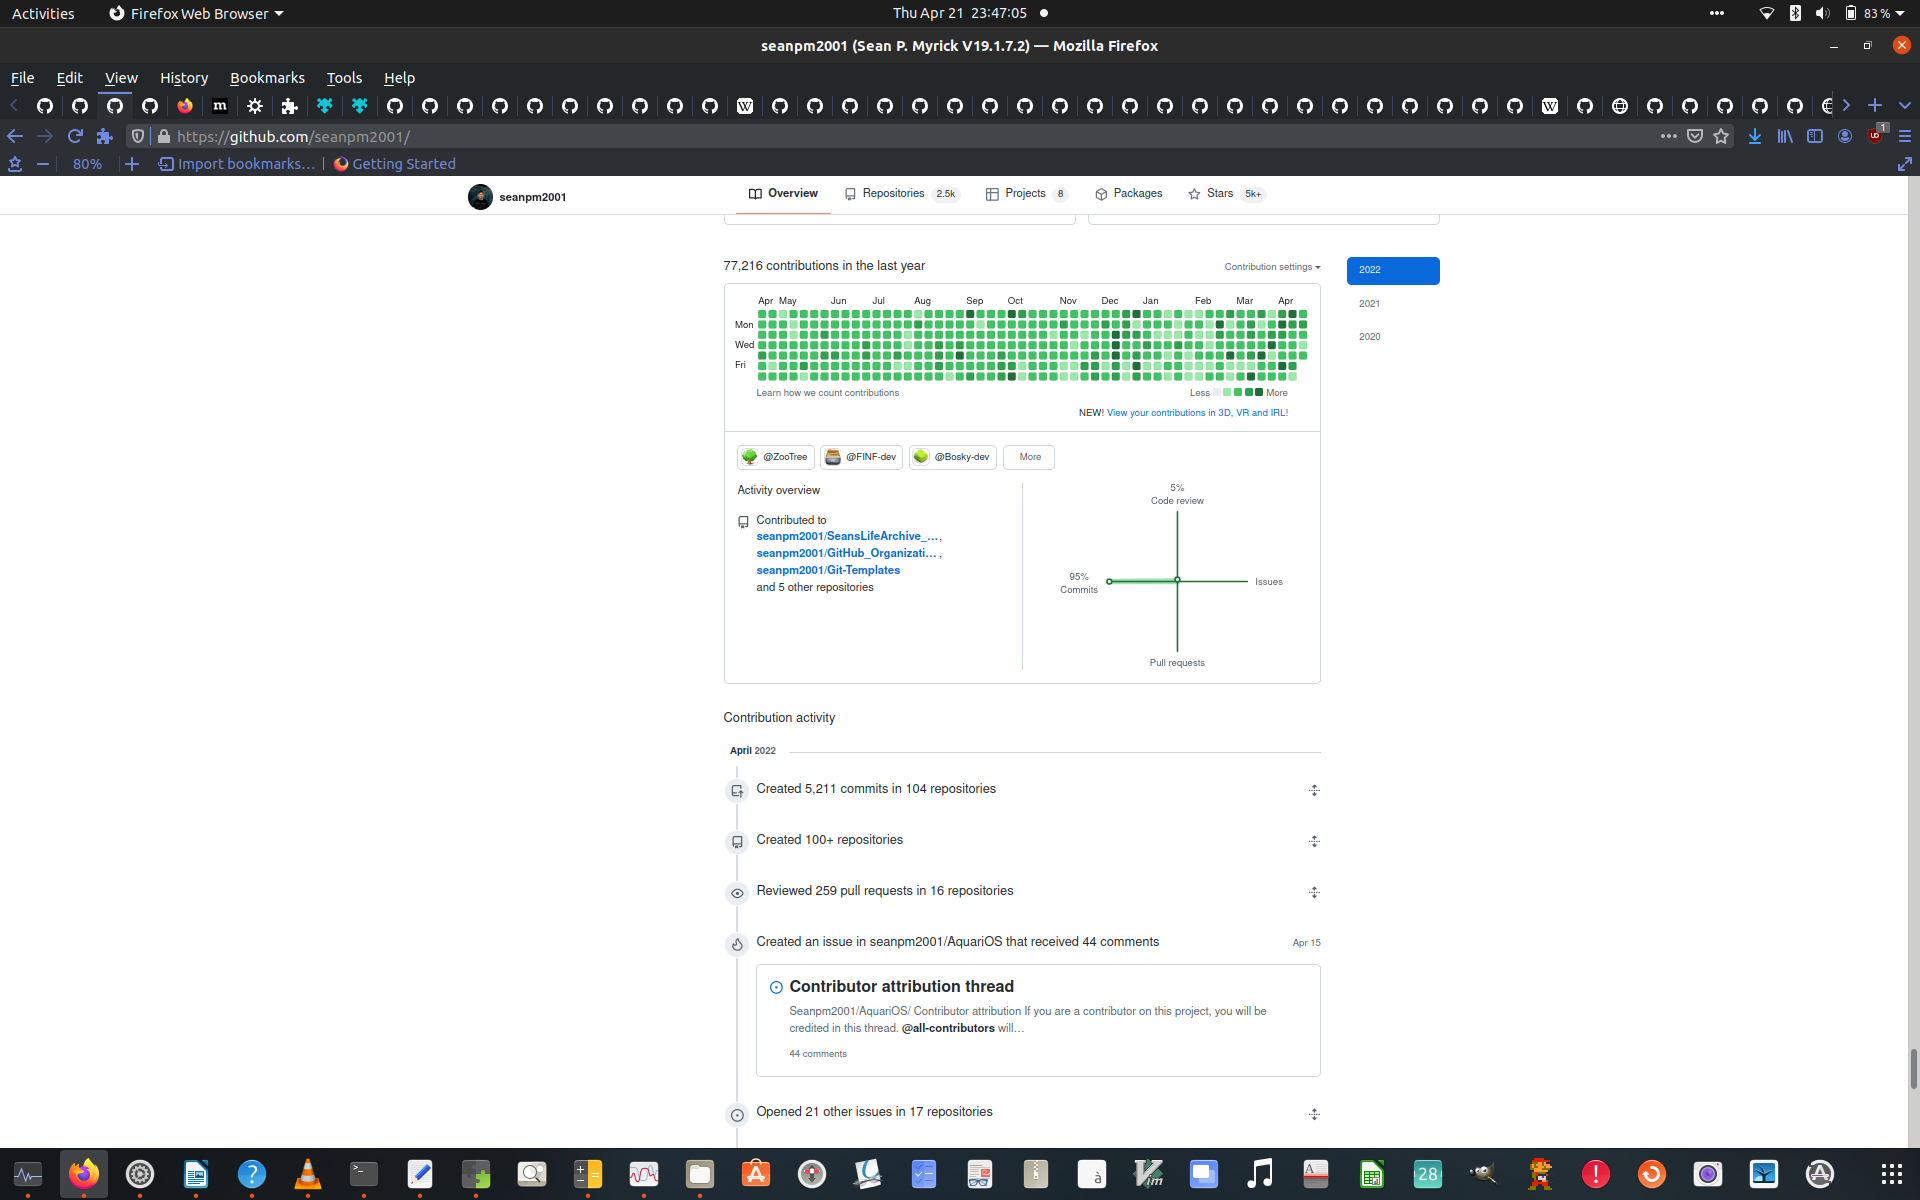 Activities
Firefox Web Browser
Thu Apr 21 23:47:05
83 %
seanpm2001 (Sean P. Myrick V19.1.7.2) — Mozilla Firefox
File Edit View History Bookmarks Tools Help
https://github.com/seanpm2001/
1
80%
Import bookmarks...
Getting Started
seanpm2001
Overview
Repositories 2.5k
Projects 8
Packages
Stars 5k+
77,216 contributions in the last year
Contribution settings
2022
2021
2020
Apr May Jun Jul Aug Sep Oct Nov Dec Jan Feb Mar Apr
Mon
Wed
Fri
Learn how we count contributions
Less
More
NEW! View your contributions in 3D, VR and IRL!
@ZooTree
@FINF-dev
@Bosky-dev
More
Activity overview
Contributed to
seanpm2001/SeansLifeArchive_…,
seanpm2001/GitHub_Organizati… ,
seanpm2001/Git-Templates
and 5 other repositories
5%
Code review
95%
Commits
Issues
Pull requests
Contribution activity
April 2022
Created 5,211 commits in 104 repositories
Created 100+ repositories
Reviewed 259 pull requests in 16 repositories
Created an issue in seanpm2001/AquariOS that received 44 comments
Apr 15
Contributor attribution thread
Seanpm2001/AquariOS/ Contributor attribution If you are a contributor on this project, you will be
credited in this thread. @all-contributors will…
44 comments
Opened 21 other issues in 17 repositories
28